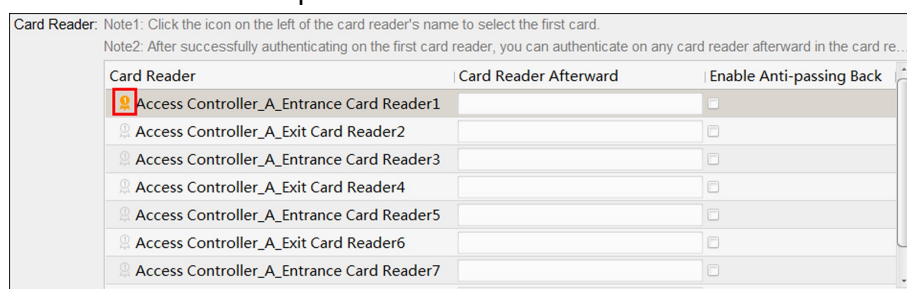 Card Reader: Note1: Click the icon on the left of the card reader's name to select the first card.
Note2: After successfully authenticating on the first card reader, you can authenticate on any card reader afterward in the card re...
Card Reader Card Reader Afterward Enable Anti-passing Back
Access Controller_A_Entrance Card Reader1
Access Controller_A_Exit Card Reader2
Access Controller_A_Entrance Card Reader3
Access Controller_A_Exit Card Reader4
Access Controller_A_Entrance Card Reader5
Access Controller_A_Exit Card Reader6
Access Controller_A_Entrance Card Reader7